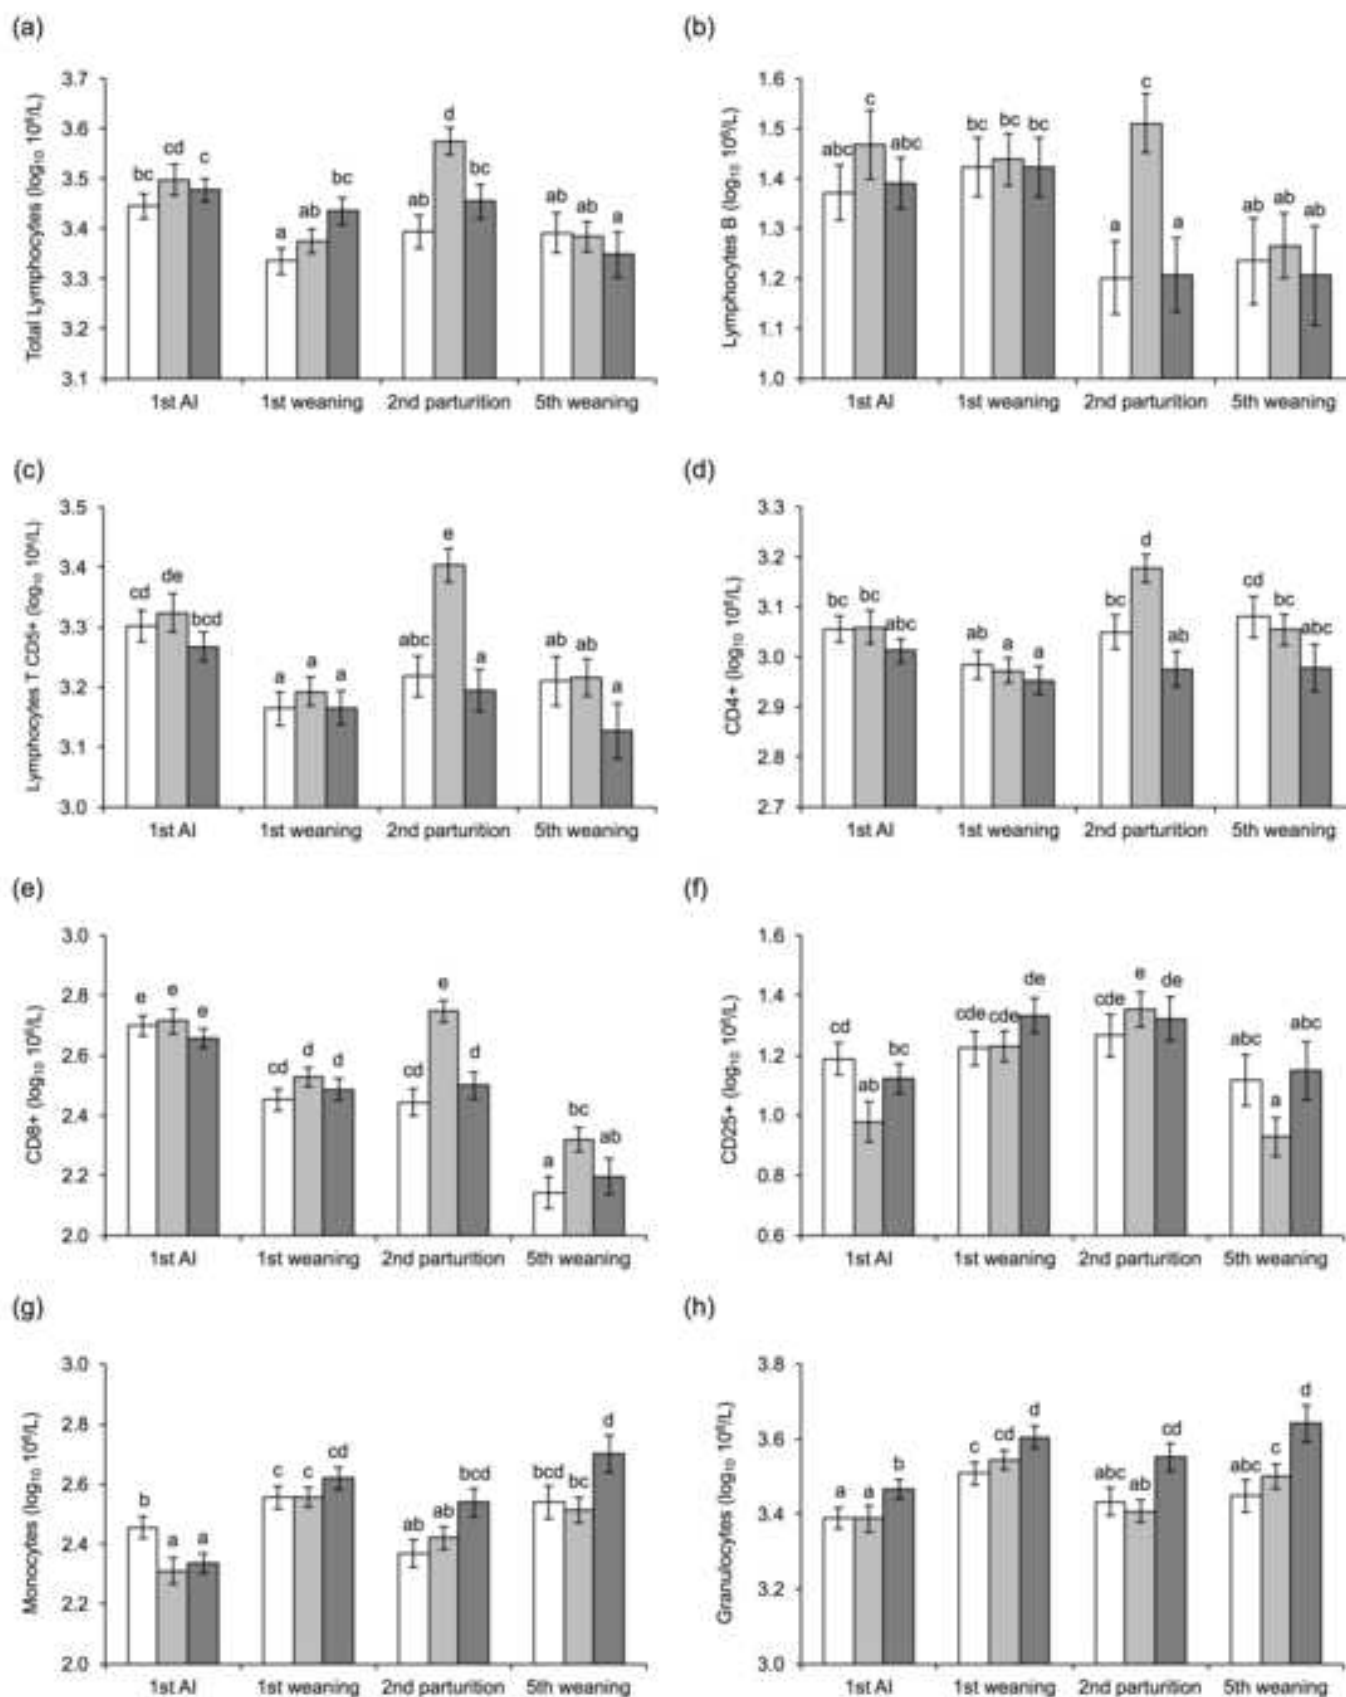 (a)
Total Lymphocytes (log₁₀ 10⁶/L)
3.7
3.6
3.5
3.4
3.3
3.2
3.1
bc cd c
a ab bc
ab d bc
ab ab a
1st AI 1st weaning 2nd parturition 5th weaning
(b)
Lymphocytes B (log₁₀ 10⁶/L)
1.6
1.5
1.4
1.3
1.2
1.1
1.0
abc c abc
bc bc bc
a c a
ab ab ab
1st AI 1st weaning 2nd parturition 5th weaning
(c)
Lymphocytes T CD5+ (log₁₀ 10⁶/L)
3.5
3.4
3.3
3.2
3.1
3.0
cd de bcd
a a a
abc e a
ab ab a
1st AI 1st weaning 2nd parturition 5th weaning
(d)
CD4+ (log₁₀ 10⁶/L)
3.3
3.2
3.1
3.0
2.9
2.8
2.7
bc bc abc
ab a a
bc d ab
cd bc abc
1st AI 1st weaning 2nd parturition 5th weaning
(e)
CD8+ (log₁₀ 10⁶/L)
3.0
2.8
2.6
2.4
2.2
2.0
e e e
cd d d
cd e d
a bc ab
1st AI 1st weaning 2nd parturition 5th weaning
(f)
CD25+ (log₁₀ 10⁶/L)
1.6
1.4
1.2
1.0
0.8
0.6
cd ab bc
cde cde de
cde e de
abc a abc
1st AI 1st weaning 2nd parturition 5th weaning
(g)
Monocytes (log₁₀ 10⁶/L)
3.0
2.8
2.6
2.4
2.2
2.0
b a a
c c cd
ab ab bcd
bcd bc d
1st AI 1st weaning 2nd parturition 5th weaning
(h)
Granulocytes (log₁₀ 10⁶/L)
3.8
3.6
3.4
3.2
3.0
a a b
c cd d
abc ab cd
abc c d
1st AI 1st weaning 2nd parturition 5th weaning